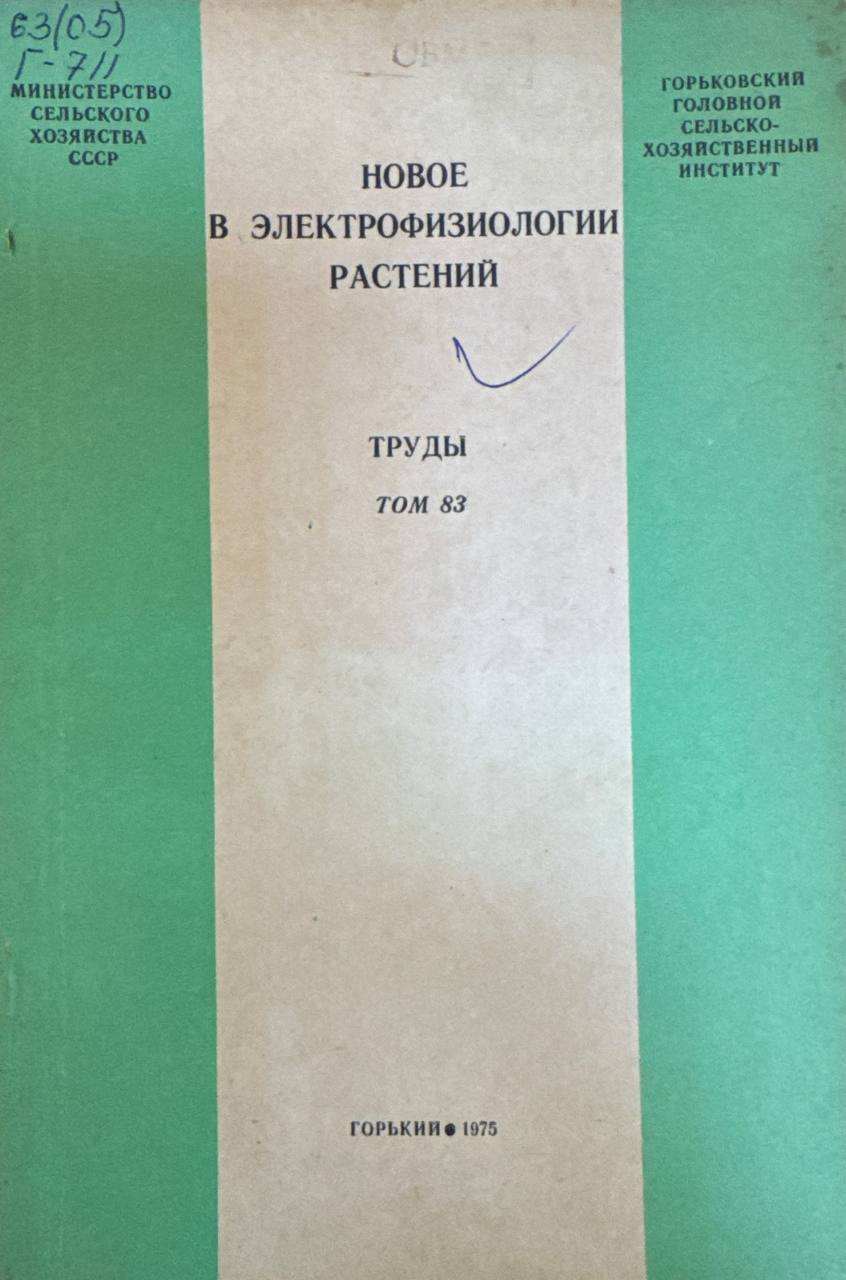 63(05)
Г-711
МИНИСТЕРСТВО
СЕЛЬСКОГО
ХОЗЯЙСТВА
СССР
ГОРЬКОВСКИЙ
ГОЛОВНОЙ
СЕЛЬСКО-
ХОЗЯЙСТВЕННЫЙ
ИНСТИТУТ
НОВОЕ
В ЭЛЕКТРОФИЗИОЛОГИИ
РАСТЕНИЙ
ТРУДЫ
ТОМ 83
ГОРЬКИЙ ● 1975